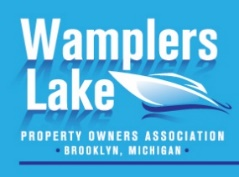 Wamplers
Lake
PROPERTY OWNERS ASSOCIATION
• BROOKLYN, MICHIGAN •